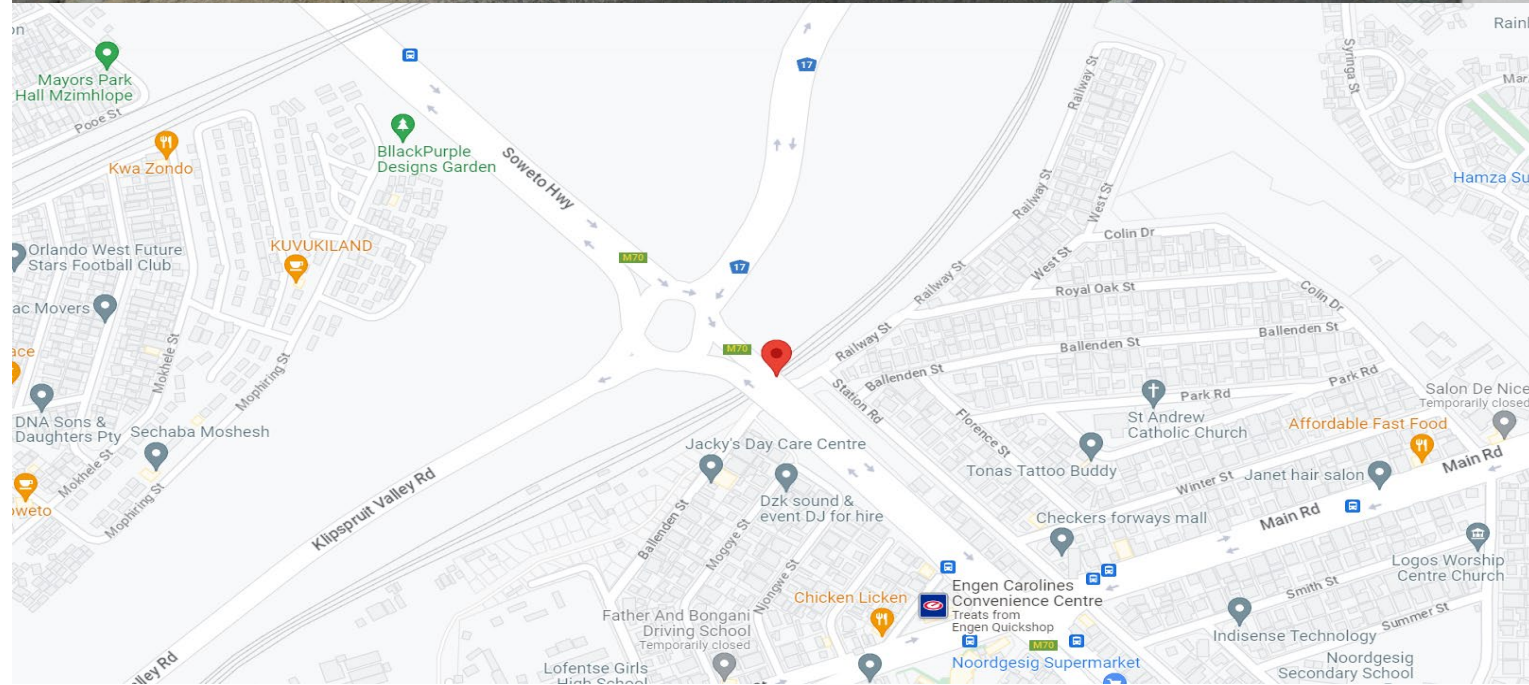 on
Rainb
17
Mayors Park
Hall Mzimhlope
Pooe St
Kwa Zondo
BllackPurple
Designs Garden
Soweto Hwy
Railway St
Syringa St
Mar
Hamza Su
Railway St
West St
Orlando West Future
Stars Football Club
KUVUKILAND
M70
17
Colin Dr
West St
Railway St
Royal Oak St
Colin Dr
ac Movers
Mokhele St
Mophiring St
ace
M70
Railway St
Ballenden St
Ballenden St
Ballenden St
Park Rd
Park Rd
Station Rd
Florence St
St Andrew
Catholic Church
Salon De Nice
Temporarily closed
Affordable Fast Food
DNA Sons &
Daughters Pty
Sechaba Moshesh
Mokhele St
Mophiring St
oweto
Klipspruit Valley Rd
Jacky's Day Care Centre
Dzk sound &
event DJ for hire
Tonas Tattoo Buddy
Winter St
Janet hair salon
Main Rd
Main Rd
Checkers forways mall
Ballenden St
Mogoye St
Njongwe St
Logos Worship
Centre Church
Engen Carolines
Convenience Centre
Treats from
Engen Quickshop
Chicken Licken
Smith St
Summer St
Father And Bongani
Driving School
Temporarily closed
Indisense Technology
M70
Noordgesig Supermarket
Noordgesig
Secondary School
Lofentse Girls
High School
lley Rd